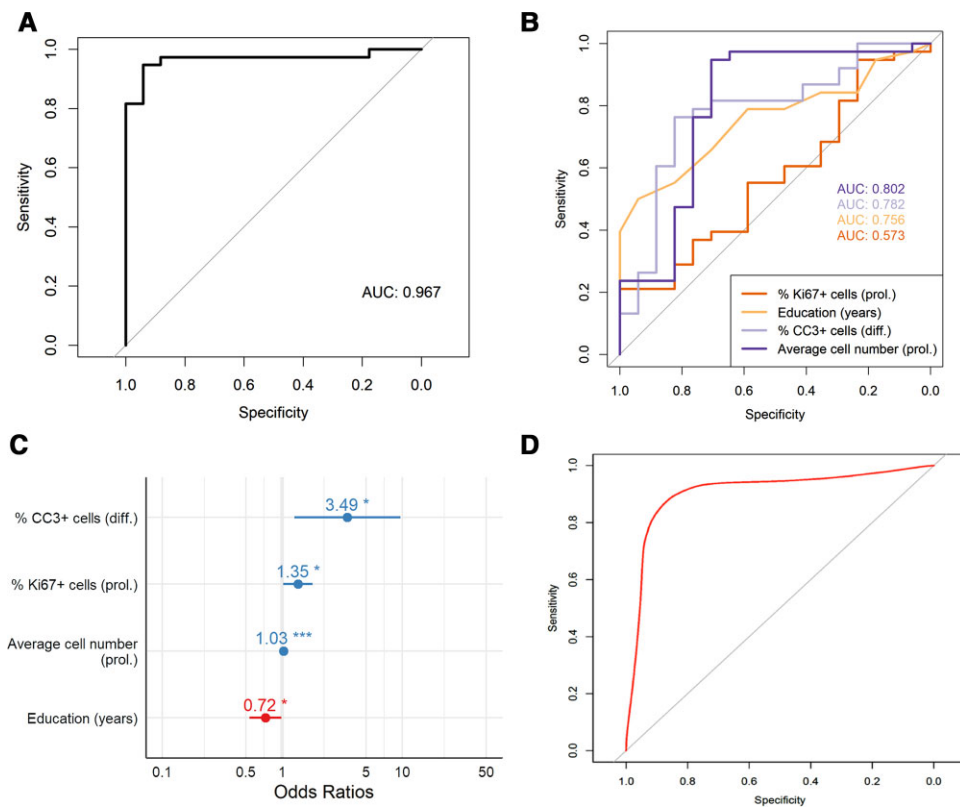 A
1.0
0.8
0.6
0.4
0.2
0.0
Sensitivity
AUC: 0.967
1.0 0.8 0.6 0.4 0.2 0.0
Specificity
B
1.0
0.8
0.6
0.4
0.2
0.0
Sensitivity
AUC: 0.802
AUC: 0.782
AUC: 0.756
AUC: 0.573
% Ki67+ cells (prol.)
Education (years)
% CC3+ cells (diff.)
Average cell number (prol.)
1.0 0.8 0.6 0.4 0.2 0.0
Specificity
C
% CC3+ cells (diff.)
3.49 *
% Ki67+ cells (prol.)
1.35 *
Average cell number
(prol.)
1.03 ***
Education (years)
0.72 *
0.1 0.5 1 5 10 50
Odds Ratios
D
1.0
0.8
0.6
0.4
0.2
0.0
Sensitivity
1.0 0.8 0.6 0.4 0.2 0.0
Specificity